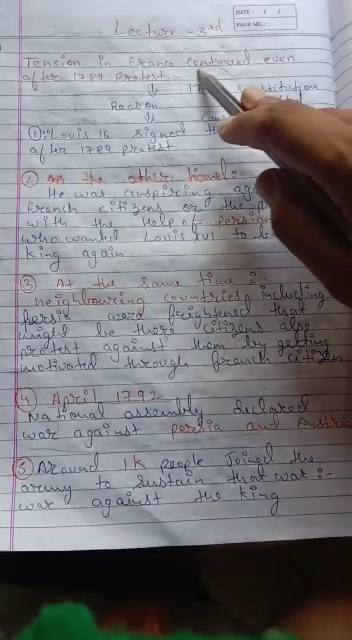 DATE: / /
PAGE NO.:
Lecture - 3rd
Tension in France continued even
after 1789 protest
Reason
① Louis 16 signed
after 1789 protest
② On the other hand :-
He was conspiring
french citizens or the
with the Help of persian
who wanted Louis XVI to
king again
③ At the same time :-
neighbouring countries including
persia were frightened that
might be there citizens also
protest against them by getting
motivated through french citizen
④ April 1792
National assembly declared
war against persia and Austria
⑤ Around 1K people joined the
army to sustain that war :-
war against the king